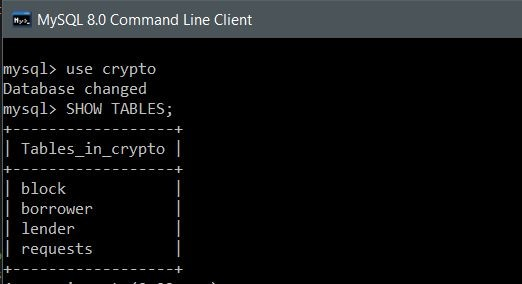 MySQL 8.0 Command Line Client
mysql> use crypto
Database changed
mysql> SHOW TABLES;
+------------------+
| Tables_in_crypto |
+------------------+
| block            |
| borrower         |
| lender           |
| requests         |
+------------------+